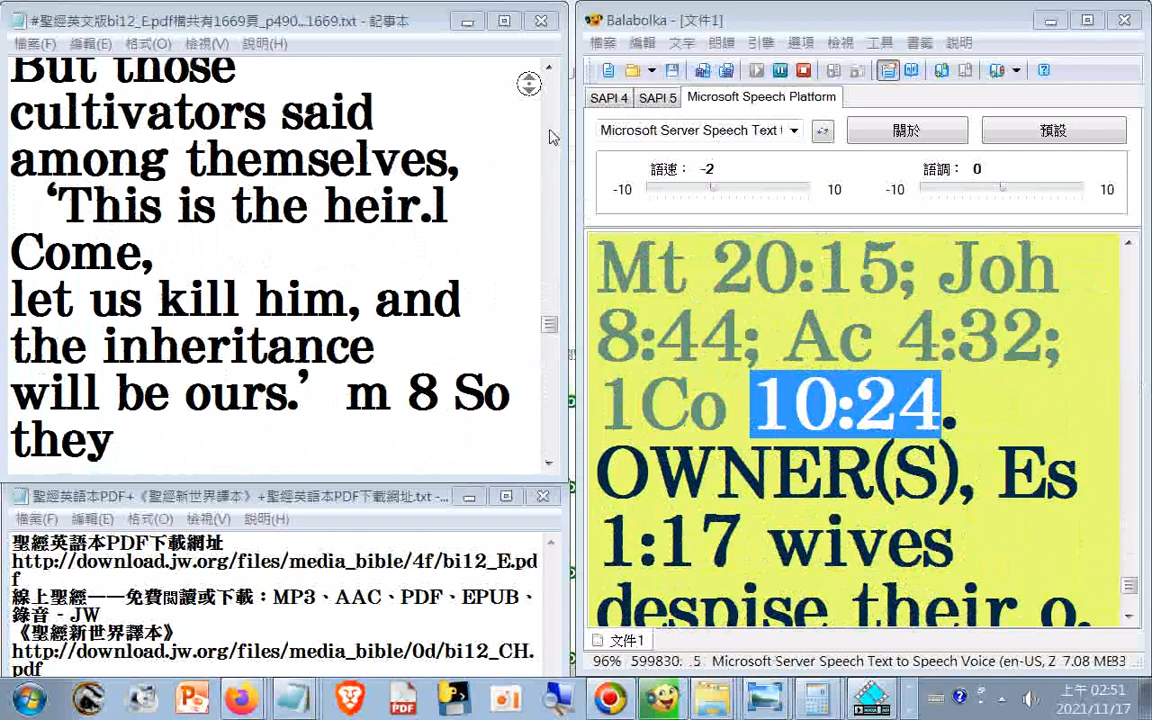 #聖經英文版bi12_E.pdf檔共有1669頁_p490...1669.txt - 記事本
檔案(F) 編輯(E) 格式(O) 檢視(V) 說明(H)
But those
cultivators said
among themselves,
‘This is the heir.l
Come,
let us kill him, and
the inheritance
will be ours.’ m 8 So
they
聖經英語本PDF+《聖經新世界譯本》+聖經英語本PDF下載網址.txt -...
檔案(F) 編輯(E) 格式(O) 檢視(V) 說明(H)
聖經英語本PDF下載網址
http://download.jw.org/files/media_bible/4f/bi12_E.pd
f
線上聖經——免費閱讀或下載：MP3、AAC、PDF、EPUB、
錄音 - JW
《聖經新世界譯本》
http://download.jw.org/files/media_bible/0d/bi12_CH.
pdf
Balabolka - [文件1]
檔案 編輯 文字 朗讀 引擎 選項 檢視 工具 書籤 說明
SAPI 4 SAPI 5 Microsoft Speech Platform
Microsoft Server Speech Text 關於 預設
語速： -2 語調： 0
-10 10 -10 10
Mt 20:15; Joh
8:44; Ac 4:32;
1Co 10:24.
OWNER(S), Es
1:17 wives
despise their o.
文件1
96% 599830. .5 Microsoft Server Speech Text to Speech Voice (en-US, Z 7.08 ME
上午 02:51
2021/11/17